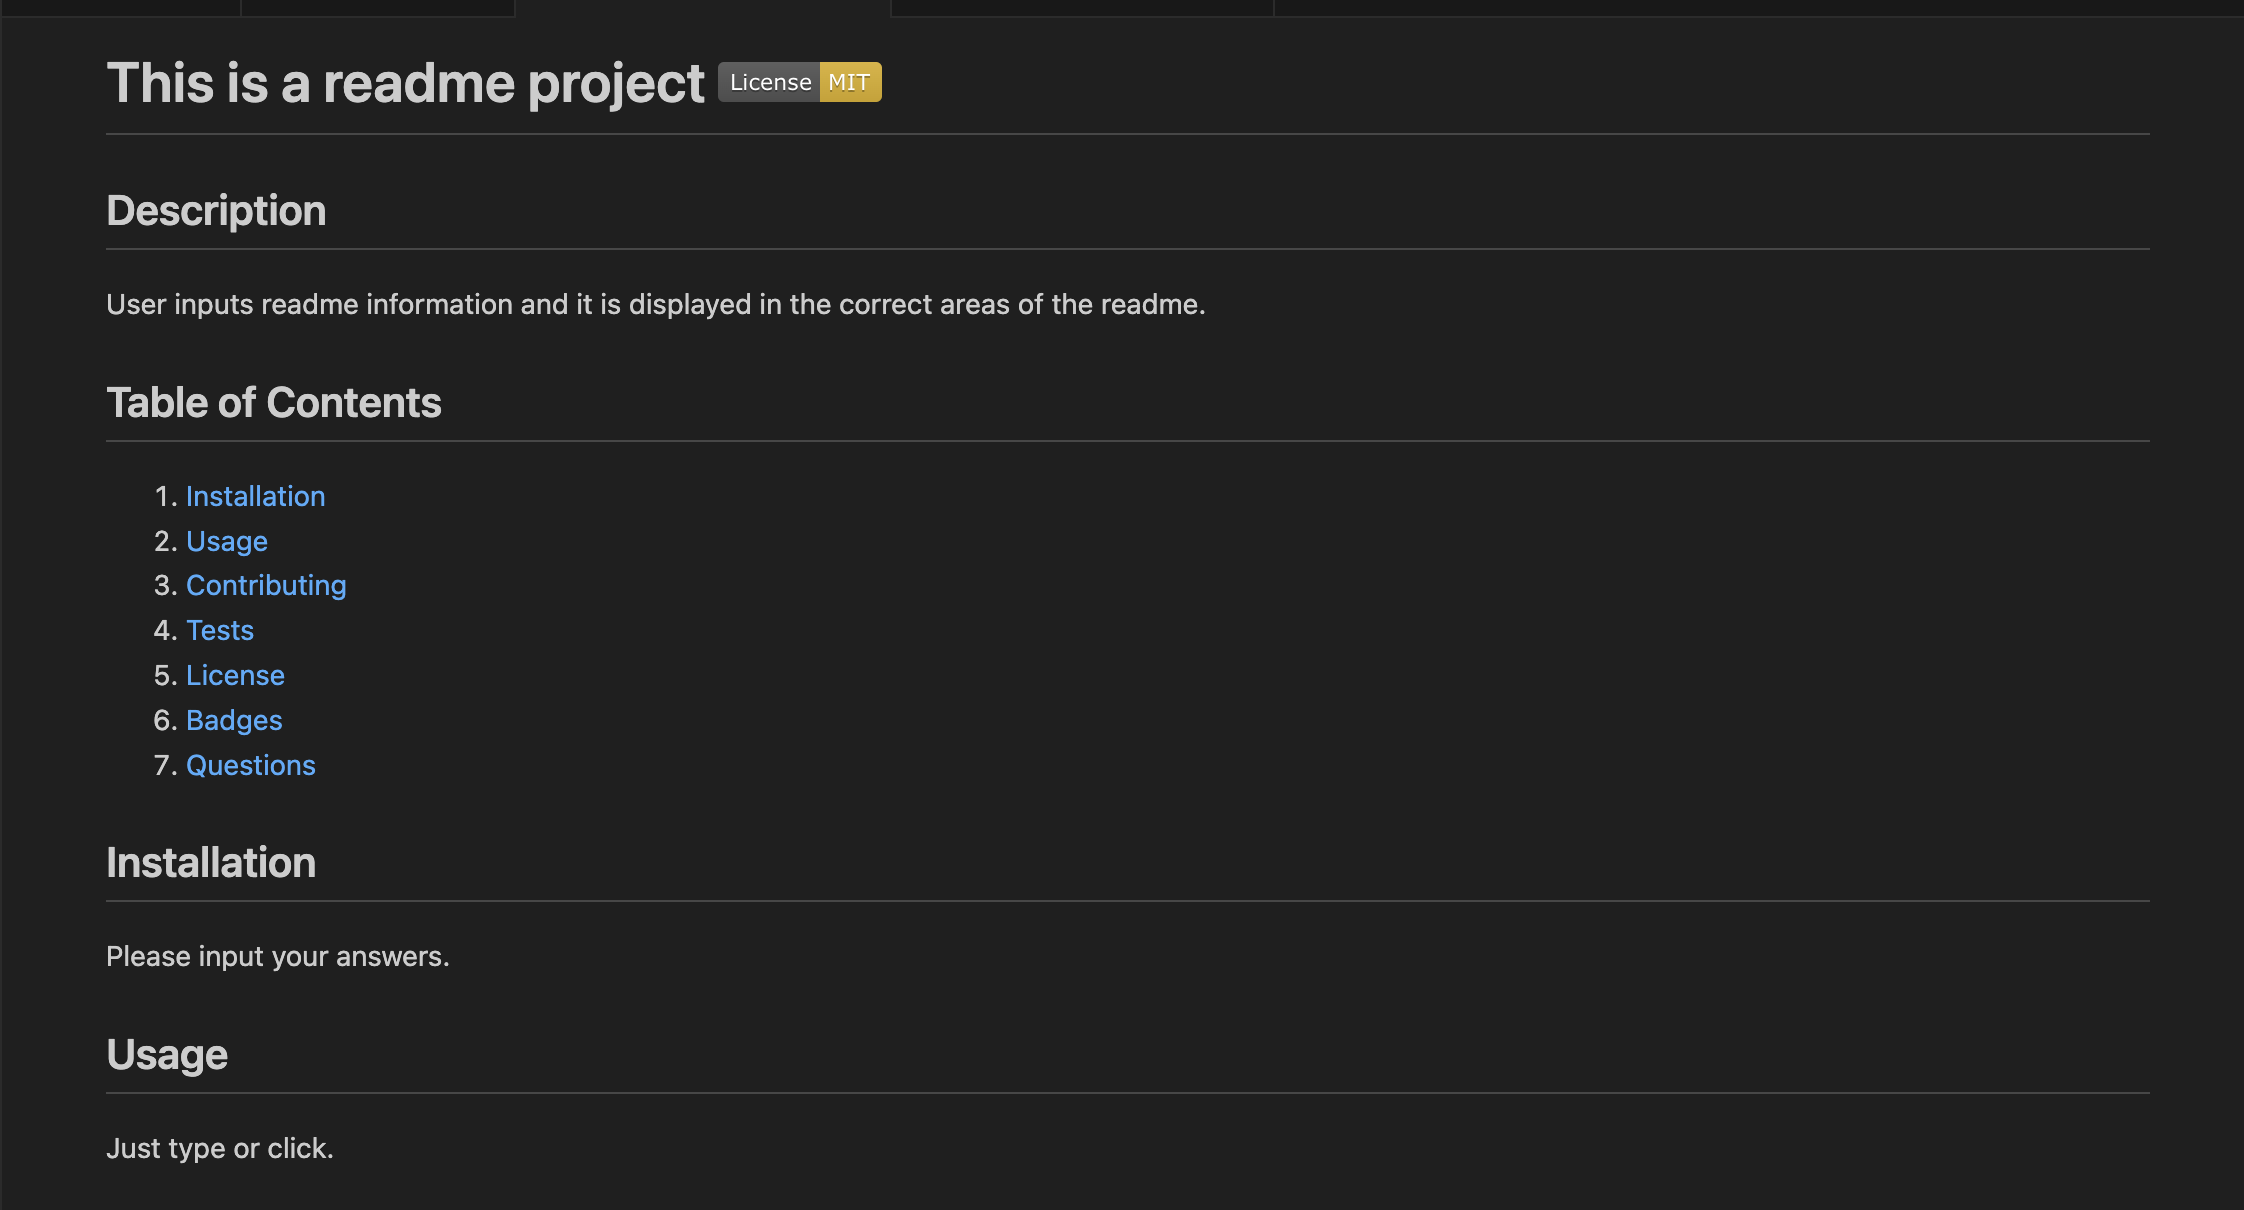 This is a readme project License MIT
Description
User inputs readme information and it is displayed in the correct areas of the readme.
Table of Contents
1. Installation
2. Usage
3. Contributing
4. Tests
5. License
6. Badges
7. Questions
Installation
Please input your answers.
Usage
Just type or click.